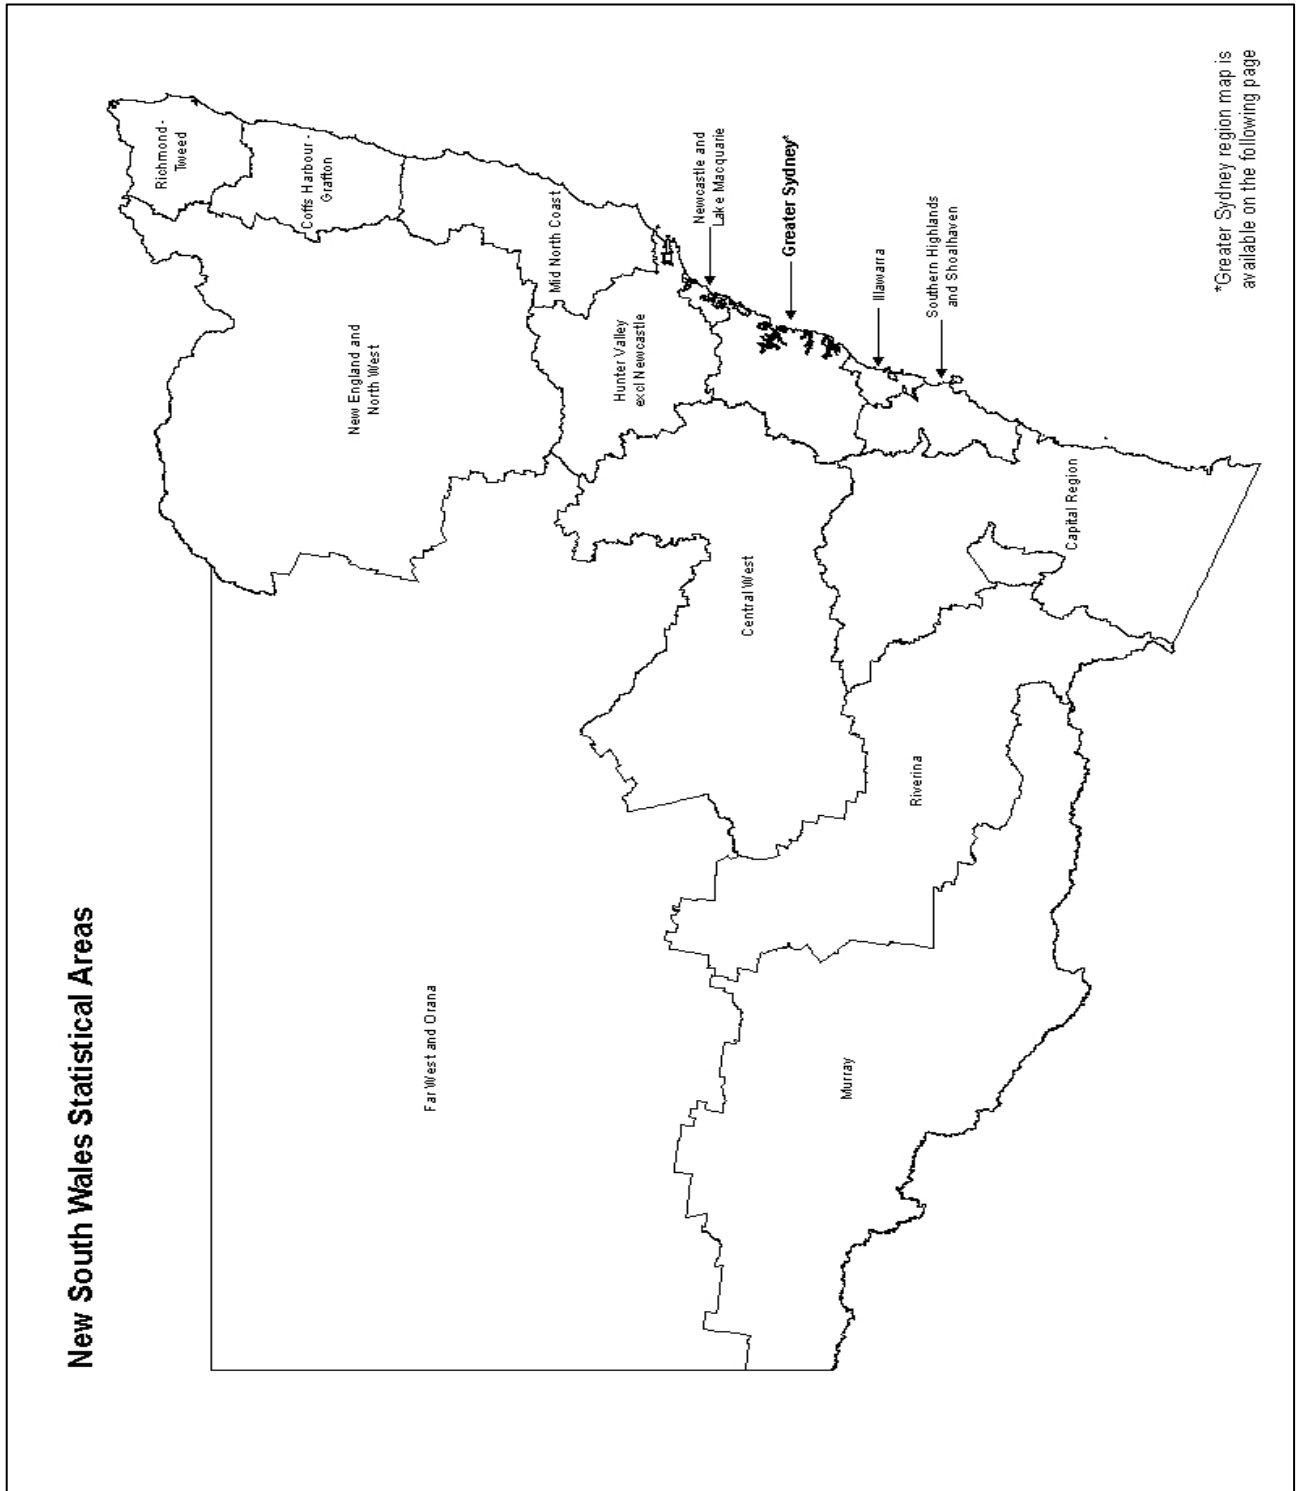 New South Wales Statistical Areas
Richmond-
Tweed
Coffs Harbour -
Grafton
New England and
North West
Mid North Coast
Hunter Valley
excl Newcastle
Newcastle and
Lake Macquarie
Greater Sydney*
Illawarra
Southern Highlands
and Shoalhaven
Far West and Orana
Central West
Capital Region
Riverina
Murray
*Greater Sydney region map is
available on the following page